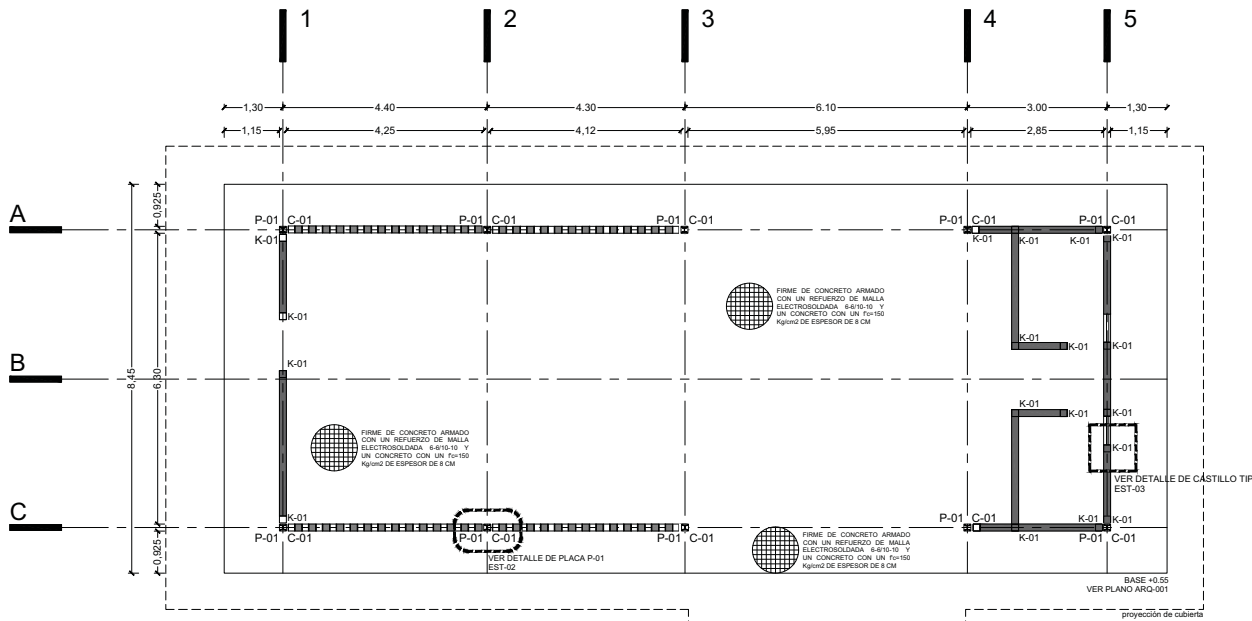 1 2 3 4 5
1,30 4.40 4.30 6.10 3.00 1,30
1,15 4,25 4,12 5,95 2,85 1,15
0,925
8,45
6,30
0,925
A
P-01 C-01 P-01 C-01 P-01 C-01 P-01 C-01 P-01 C-01
K-01 K-01 K-01 K-01 K-01
K-01
FIRME DE CONCRETO ARMADO
CON UN REFUERZO DE MALLA
ELECTROSOLDADA 6-6/10-10 Y
UN CONCRETO CON UN f'c=150
Kg/cm2 DE ESPESOR DE 8 CM
K-01 K-01 K-01
B
K-01
K-01 K-01 K-01
FIRME DE CONCRETO ARMADO
CON UN REFUERZO DE MALLA
ELECTROSOLDADA 6-6/10-10 Y
UN CONCRETO CON UN f'c=150
Kg/cm2 DE ESPESOR DE 8 CM
K-01
VER DETALLE DE CASTILLO TIP
EST-03
C
K-01 P-01 C-01 K-01 K-01
P-01 C-01 P-01 C-01 P-01 C-01 K-01 P-01 C-01
VER DETALLE DE PLACA P-01
EST-02
FIRME DE CONCRETO ARMADO
CON UN REFUERZO DE MALLA
ELECTROSOLDADA 6-6/10-10 Y
UN CONCRETO CON UN f'c=150
Kg/cm2 DE ESPESOR DE 8 CM
BASE +0.55
VER PLANO ARQ-001
proyección de cubierta